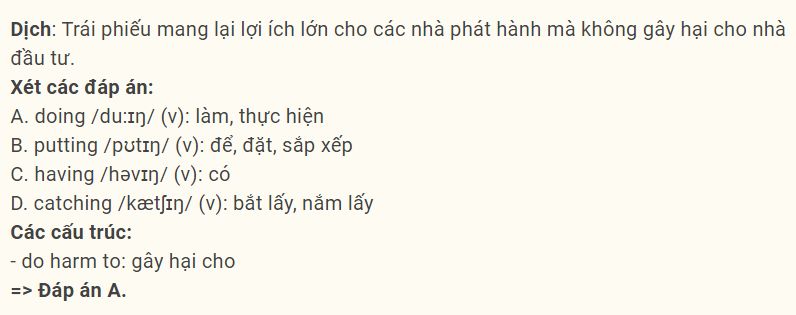 Dịch: Trái phiếu mang lại lợi ích lớn cho các nhà phát hành mà không gây hại cho nhà
đầu tư.
Xét các đáp án:
A. doing /du:ɪŋ/ (v): làm, thực hiện
B. putting /pʊtɪŋ/ (v): để, đặt, sắp xếp
C. having /həvɪŋ/ (v): có
D. catching /kætʃɪŋ/ (v): bắt lấy, nắm lấy
Các cấu trúc:
- do harm to: gây hại cho
=> Đáp án A.